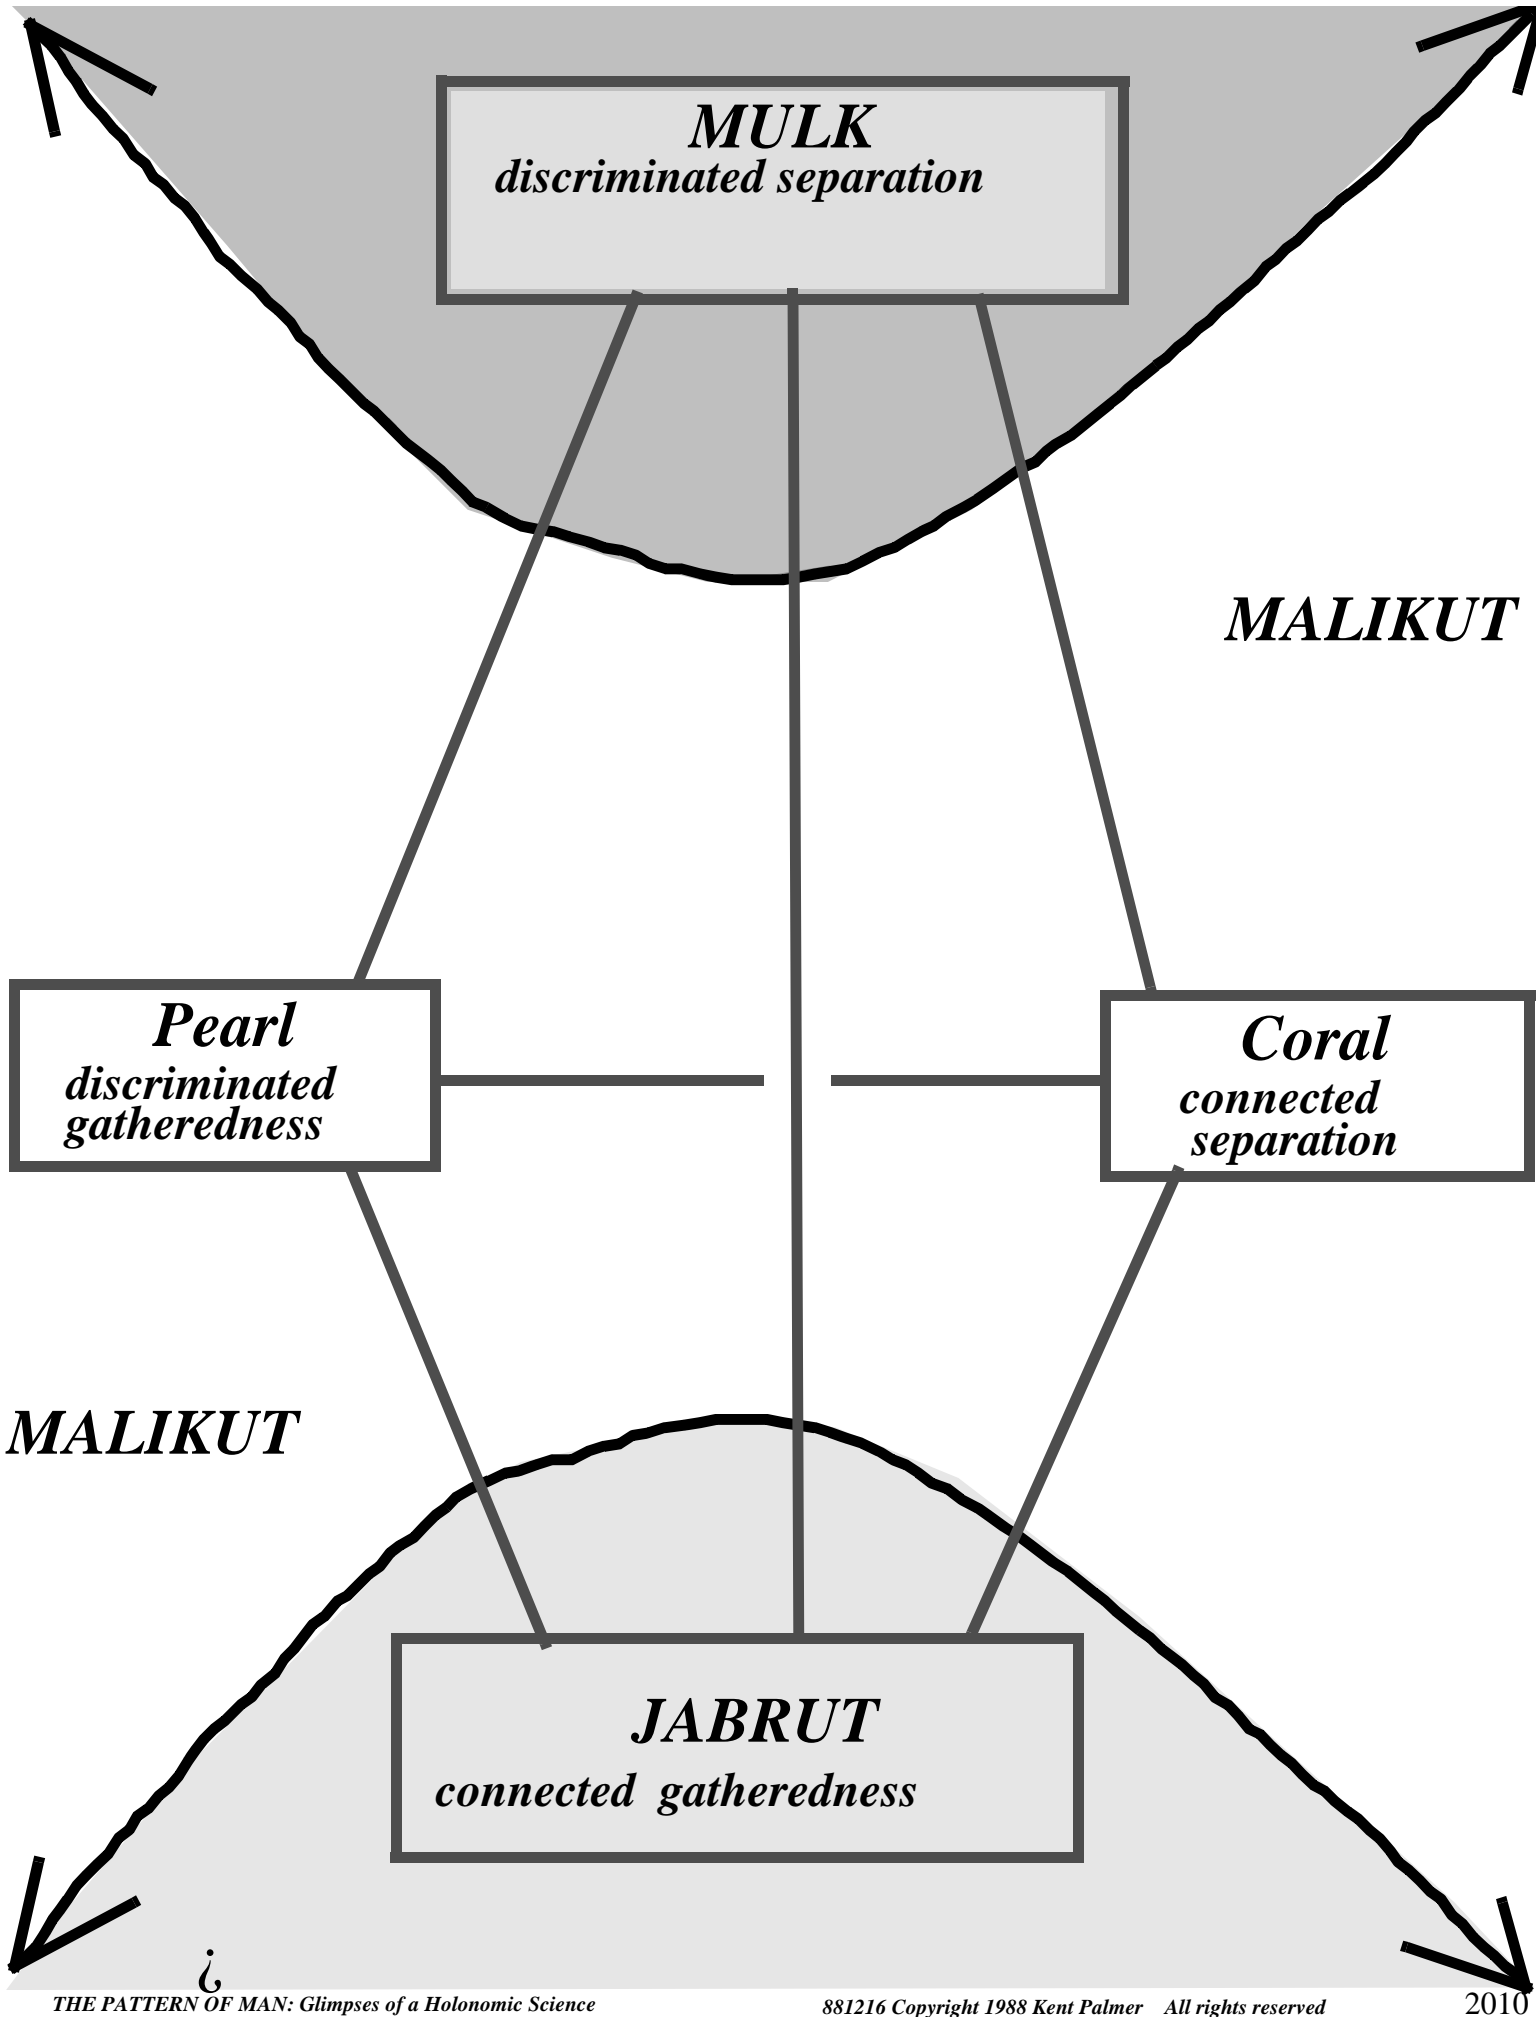 MULK
discriminated separation
MALIKUT
Pearl
discriminated
gatheredness
Coral
connected
separation
MALIKUT
JABRUT
connected gatheredness
¿
THE PATTERN OF MAN: Glimpses of a Holonomic Science
881216 Copyright 1988 Kent Palmer All rights reserved
2010